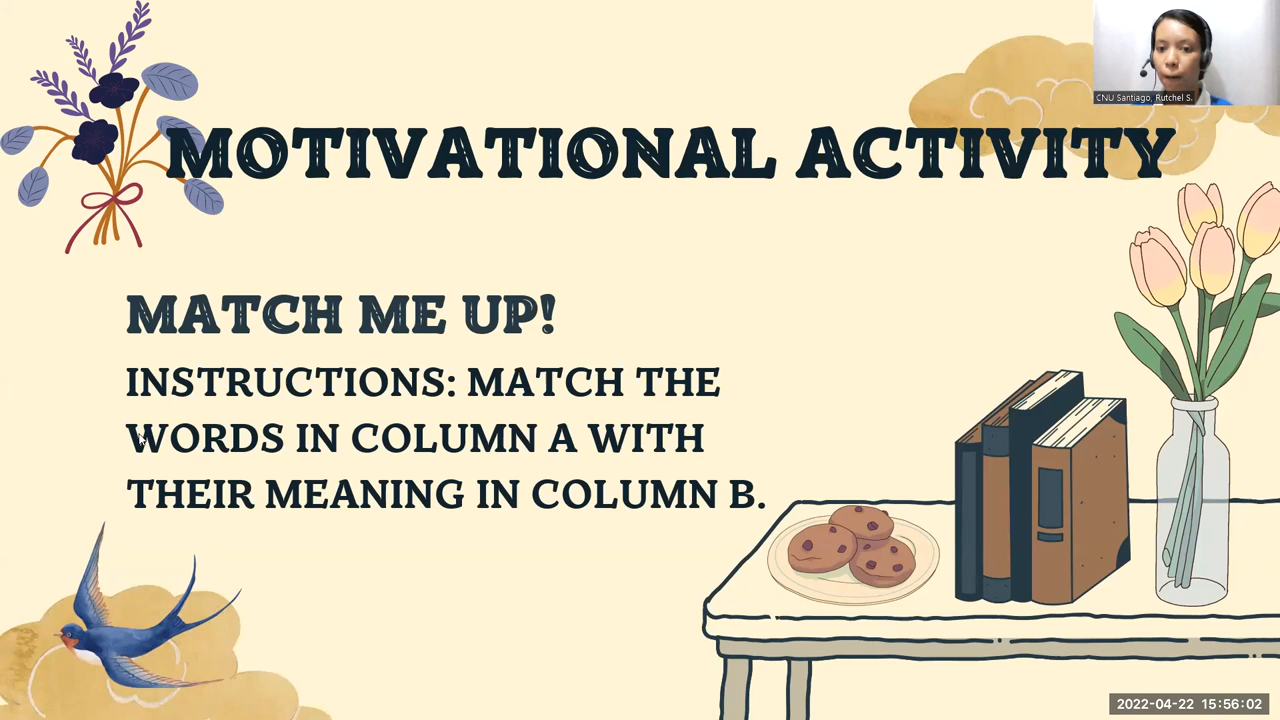 CNU Santiago, Rutchel S.
MOTIVATIONAL ACTIVITY
MATCH ME UP!
INSTRUCTIONS: MATCH THE
WORDS IN COLUMN A WITH
THEIR MEANING IN COLUMN B.
2022-04-22 15:56:02